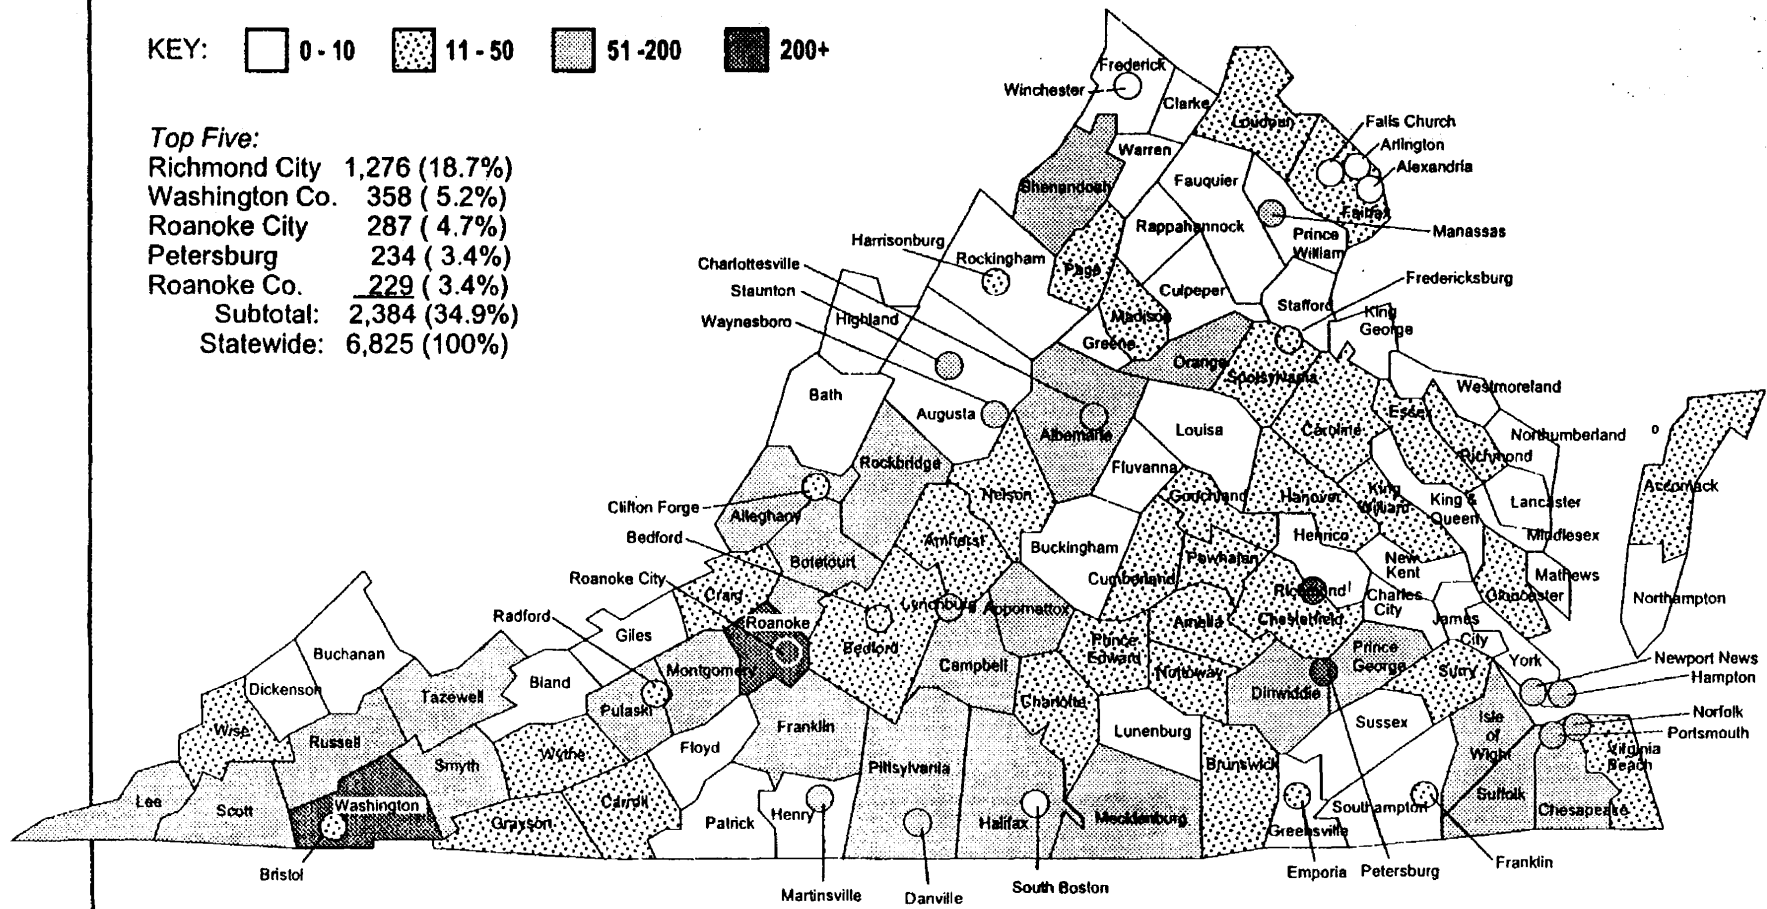 KEY: 0 - 10 11 - 50 51 -200 200+
Top Five:
Richmond City 1,276 (18.7%)
Washington Co. 358 ( 5.2%)
Roanoke City 287 ( 4.7%)
Petersburg 234 ( 3.4%)
Roanoke Co. 229 ( 3.4%)
Subtotal: 2,384 (34.9%)
Statewide: 6,825 (100%)
Frederick
Winchester
Clarke
Loudoun
Falls Church
Arlington
Alexandria
Warren
Fauquier
Shenandoah
Fairfax
Rappahannock
Manassas
Prince
William
Harrisonburg
Rockingham
Charlottesville
Page
Fredericksburg
Staunton
Culpeper
Stafford
King
George
Waynesboro
Highland
Madison
Greene
Orange
Spotsylvania
Westmoreland
Bath
Augusta
Albemarle
Louisa
Caroline
Essex
Northumberland
Richmond
Rockbridge
Fluvanna
Nelson
Goochland
Hanover
King
William
King &
Queen
Lancaster
Accomack
Clifton Forge
Alleghany
Middlesex
Bedford
Botetourt
Amherst
Buckingham
Powhatan
Henrico
New
Kent
Mathews
Roanoke City
Craig
Cumberland
Gloucester
Northampton
Radford
Giles
Roanoke
Lynchburg
Appomattox
Amelia
Richmond
Chesterfield
Charles
City
James
City
Buchanan
Montgomery
Bedford
Campbell
Prince
Edward
Nottoway
Prince
George
Surry
York
Newport News
Hampton
Dickenson
Tazewell
Bland
Pulaski
Charlotte
Dinwiddie
Sussex
Isle
of
Wight
Norfolk
Portsmouth
Wise
Russell
Smyth
Wythe
Floyd
Franklin
Pittsylvania
Lunenburg
Brunswick
Virginia
Beach
Lee
Scott
Washington
Grayson
Carroll
Patrick
Henry
Halifax
Mecklenburg
Greensville
Southampton
Suffolk
Chesapeake
Bristol
Martinsville
Danville
South Boston
Emporia
Petersburg
Franklin